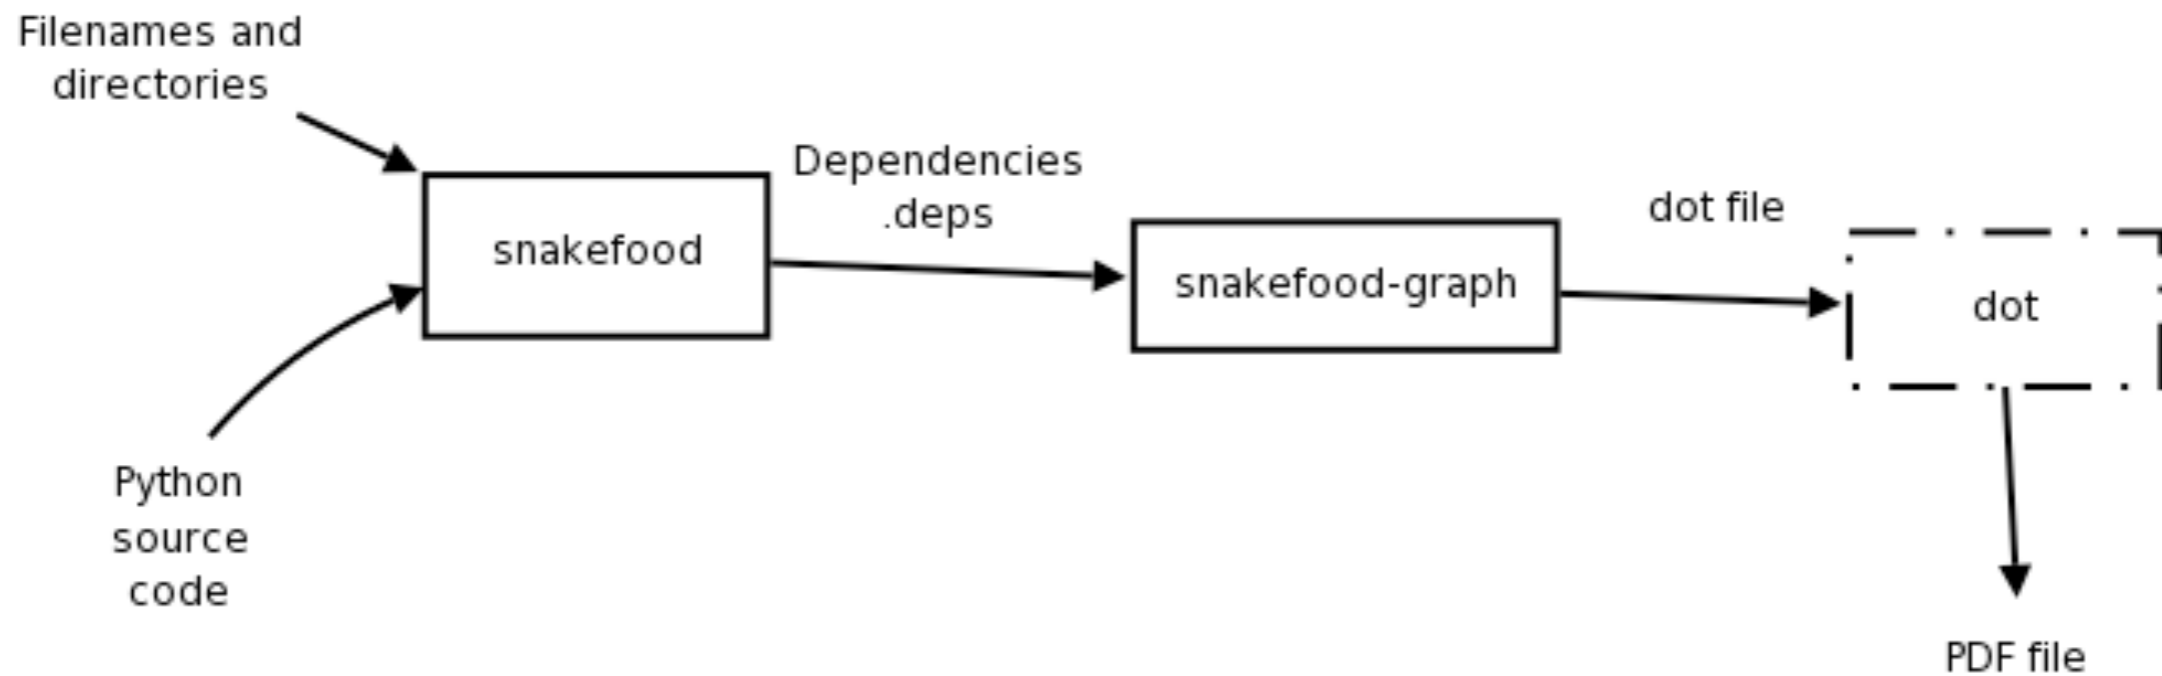 Filenames and
directories
Dependencies
.deps
dot file
snakefood
snakefood-graph
dot
Python
source
code
PDF file